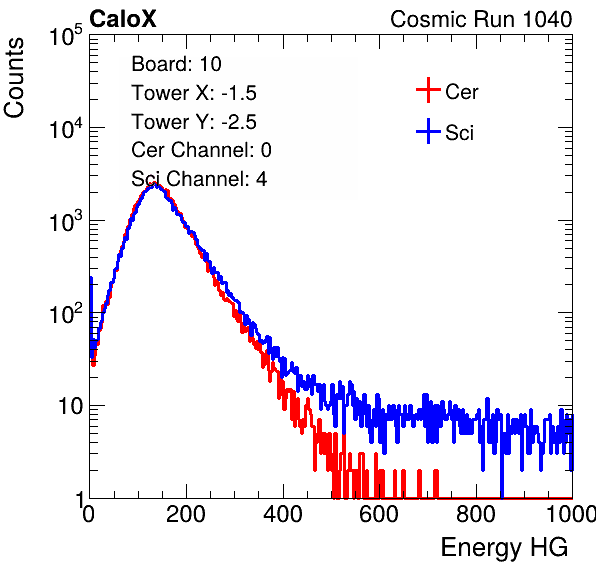 CaloX Cosmic Run 1040
Board: 10
Tower X: -1.5
Tower Y: -2.5
Cer Channel: 0
Sci Channel: 4
Cer
Sci
Counts
10^5
10^4
10^3
10^2
10
1
0 200 400 600 800 1000
Energy HG